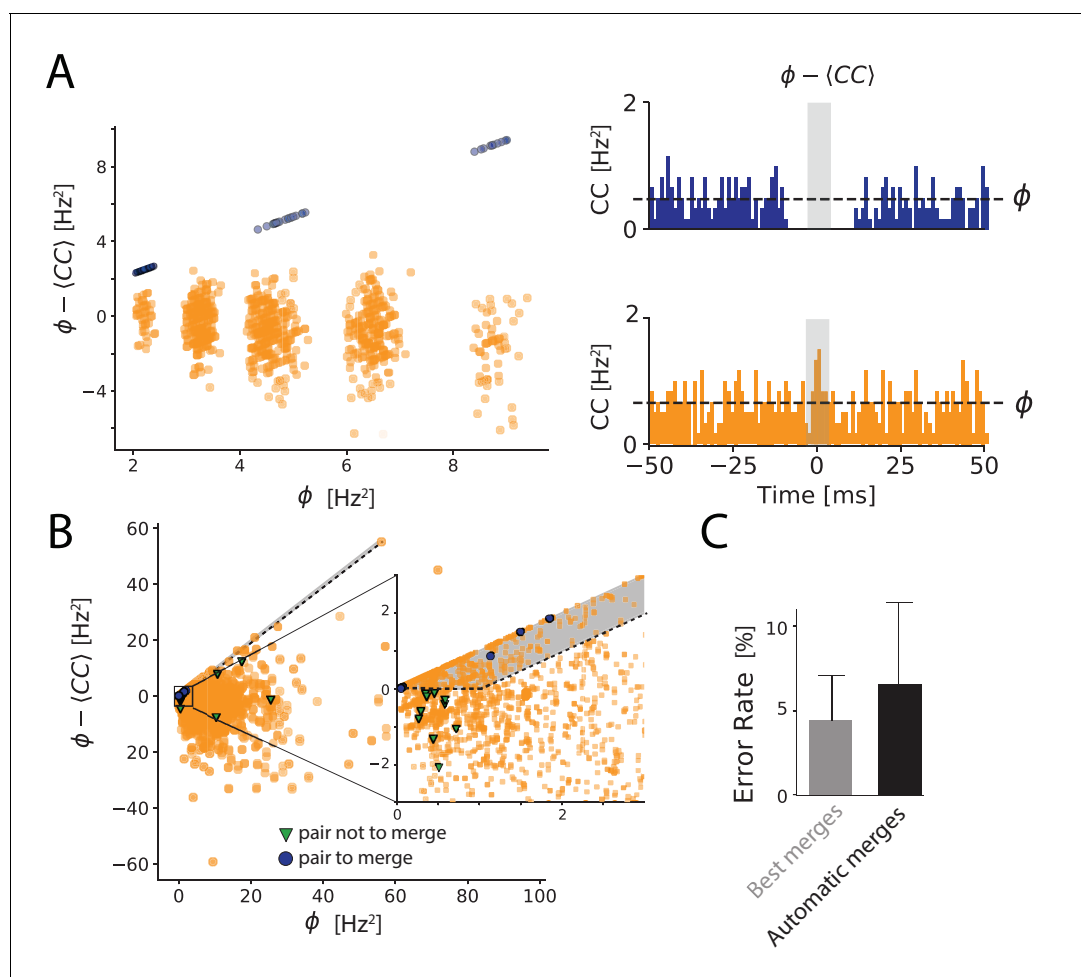 A
ϕ − ⟨CC⟩ [Hz²]
8
4
0
−4
2
4
6
8
ϕ [Hz²]
ϕ − ⟨CC⟩
CC [Hz²]
2
0
ϕ
CC [Hz²]
2
0
ϕ
−50
−25
0
25
50
Time [ms]
B
ϕ − ⟨CC⟩ [Hz²]
60
40
20
0
−20
−40
−60
2
0
−2
0
2
pair not to merge
pair to merge
0
20
40
60
80
100
ϕ [Hz²]
C
Error Rate [%]
10
5
0
Best merges
Automatic merges